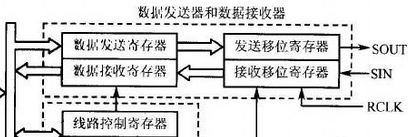 数据发送器和数据接收器
数据发送寄存器
发送移位寄存器
SOUT
数据接收寄存器
接收移位寄存器
SIN
RCLK
线路控制寄存器